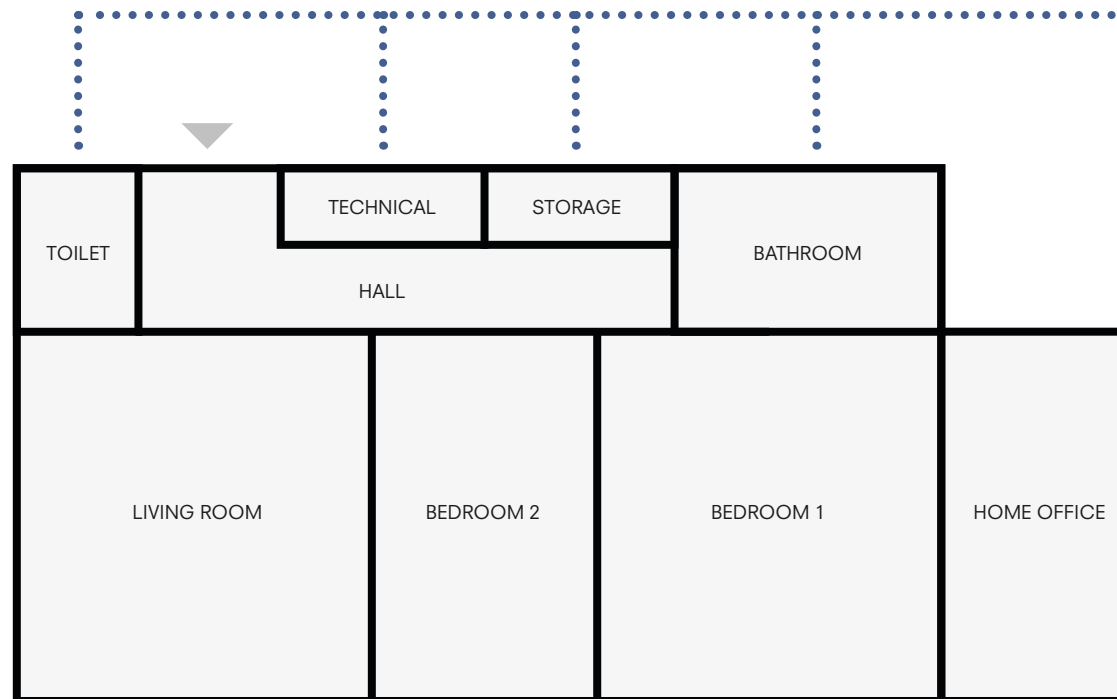 TECHNICAL
STORAGE
TOILET
BATHROOM
HALL
LIVING ROOM
BEDROOM 2
BEDROOM 1
HOME OFFICE